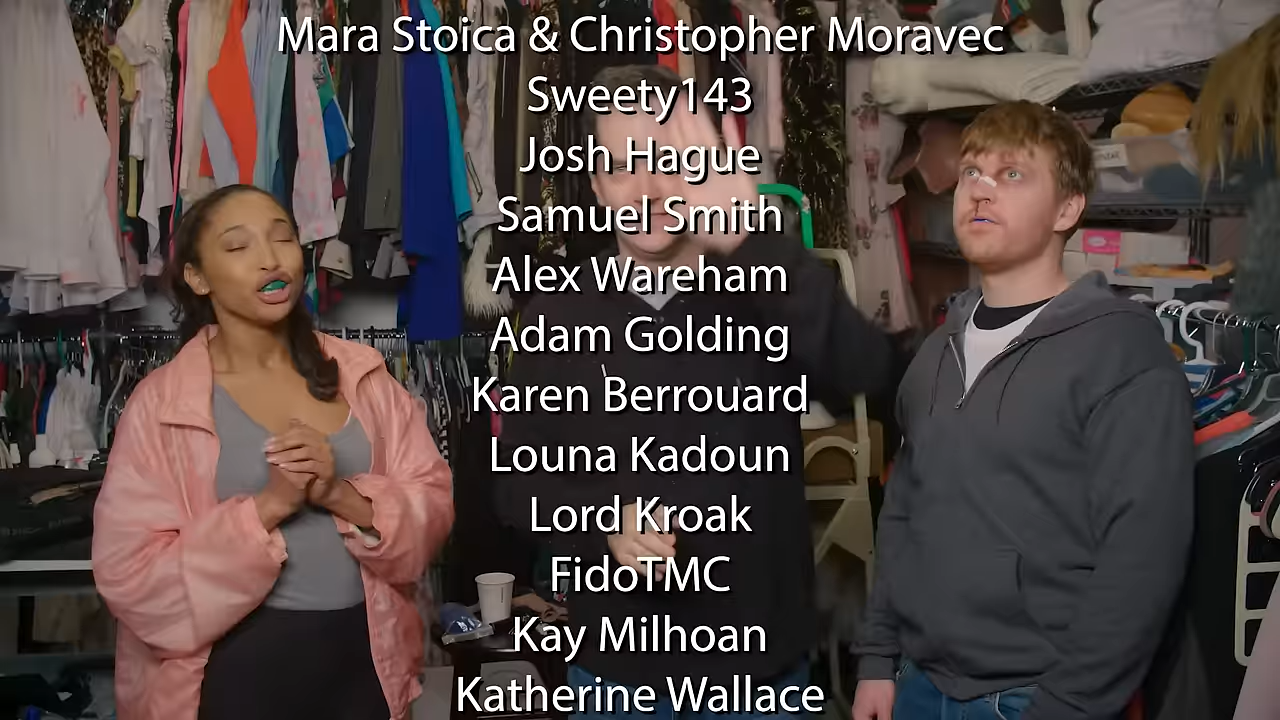 Mara Stoica & Christopher Moravec
Sweety143
Josh Hague
Samuel Smith
Alex Wareham
Adam Golding
Karen Berrouard
Louna Kadoun
Lord Kroak
FidoTMC
Kay Milhoan
Katherine Wallace